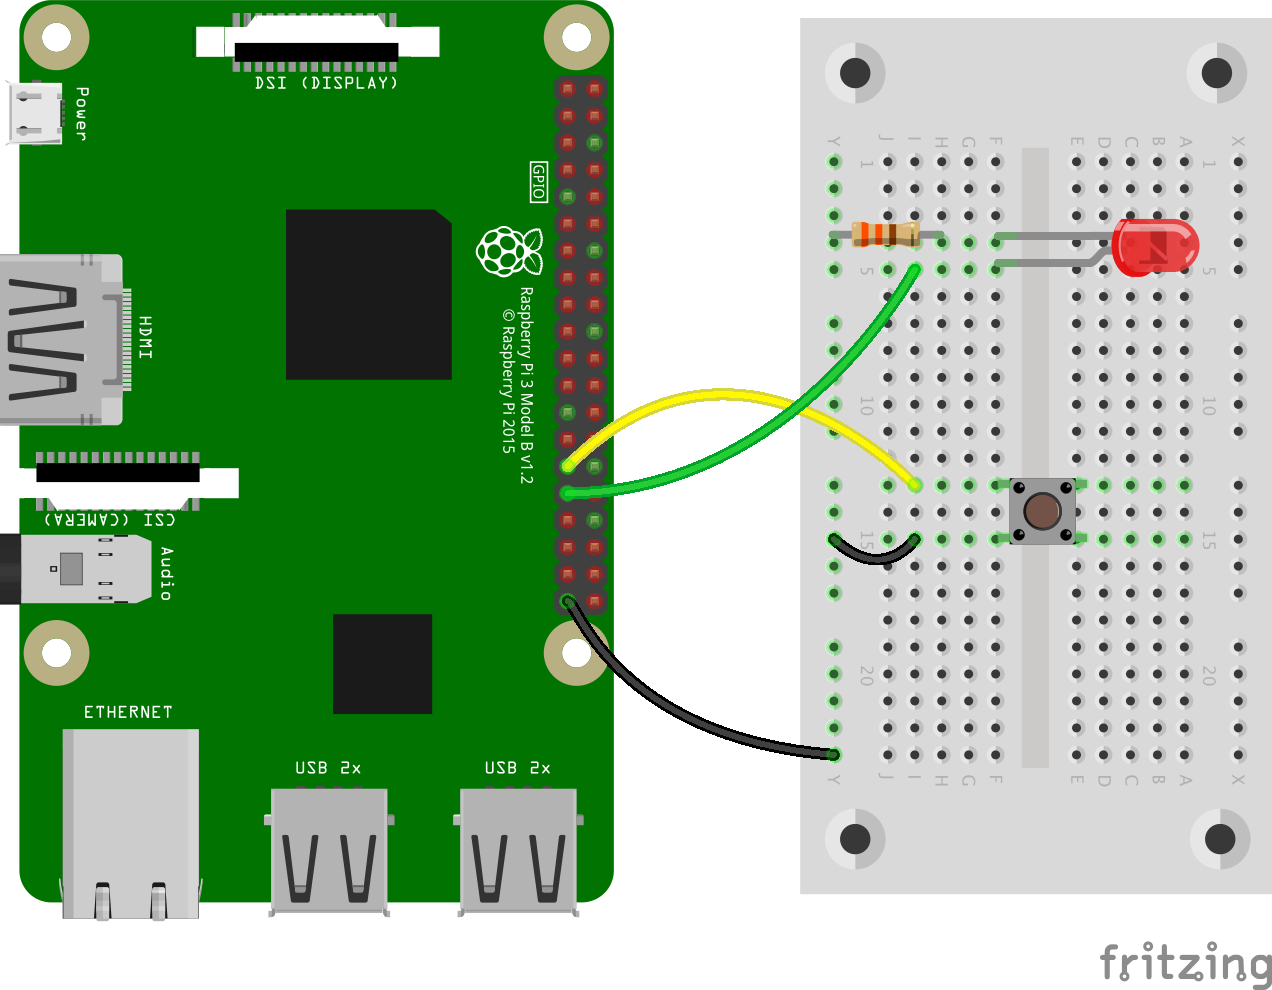 DSI (DISPLAY)
Power
GPIO
Raspberry Pi 3 Model B v1.2
© Raspberry Pi 2015
HDMI
CSI (CAMERA)
Audio
ETHERNET
USB 2x
USB 2x
Y J I H G F E D C B A X
1 1
5 5
10 10
15 15
20 20
Y J I H G F E D C B A X
fritzing